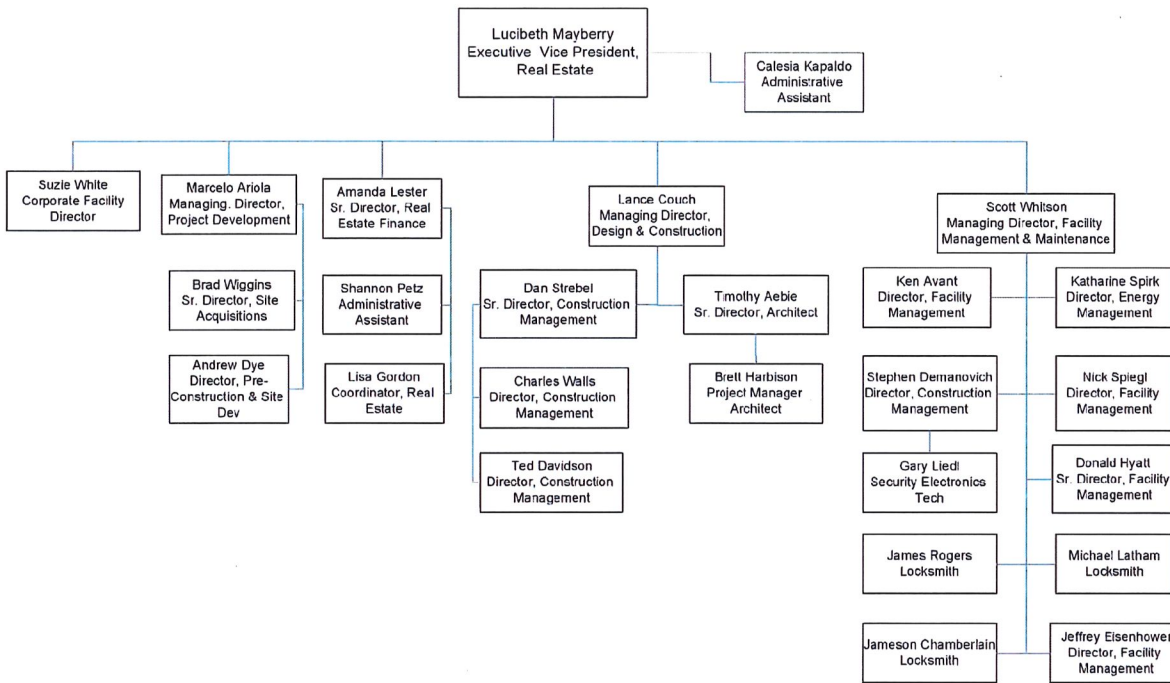 Lucibeth Mayberry
Executive Vice President,
Real Estate
Calesia Kapaldo
Administrative
Assistant
Suzie White
Corporate Facility
Director
Marcelo Ariola
Managing. Director,
Project Development
Amanda Lester
Sr. Director, Real
Estate Finance
Lance Couch
Managing Director,
Design & Construction
Scott Whitson
Managing Director, Facility
Management & Maintenance
Brad Wiggins
Sr. Director, Site
Acquisitions
Shannon Petz
Administrative
Assistant
Dan Strebel
Sr. Director, Construction
Management
Timothy Aebie
Sr. Director, Architect
Ken Avant
Director, Facility
Management
Katharine Spirk
Director, Energy
Management
Andrew Dye
Director, Pre-
Construction & Site
Dev
Lisa Gordon
Coordinator, Real
Estate
Charles Walls
Director, Construction
Management
Brett Harbison
Project Manager
Architect
Stephen Demanovich
Director, Construction
Management
Nick Spiegl
Director, Facility
Management
Ted Davidson
Director, Construction
Management
Gary Liedl
Security Electronics
Tech
Donald Hyatt
Sr. Director, Facility
Management
James Rogers
Locksmith
Michael Latham
Locksmith
Jameson Chamberlain
Locksmith
Jeffrey Eisenhower
Director, Facility
Management